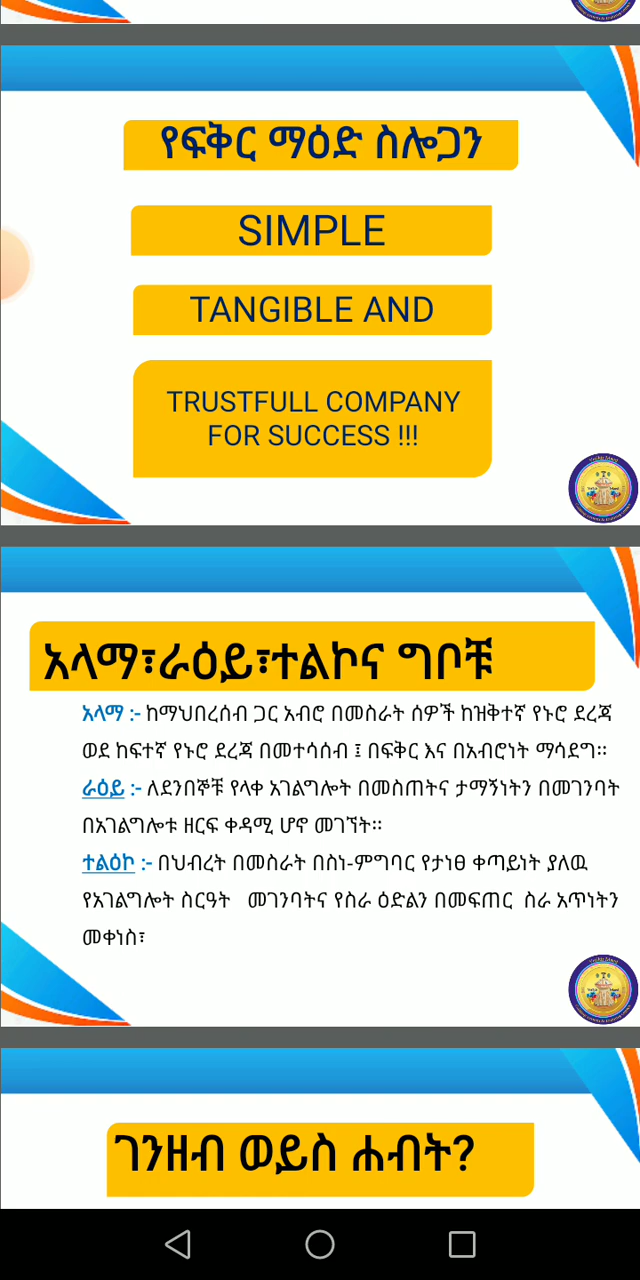 የፍቅር ማዕድ ስሎጋን
SIMPLE
TANGIBLE AND
TRUSTFULL COMPANY
FOR SUCCESS !!!
አላማ፣ራዕይ፣ተልኮና ግቦቹ
አላማ :- ከማህበረሰብ ጋር አብሮ በመስራት ሰዎች ከዝቅተኛ የኑሮ ደረጃ
ወደ ከፍተኛ የኑሮ ደረጃ በመተሳሰብ ፤ በፍቅር እና በአብሮነት ማሳደግ፡፡
ራዕይ :- ለደንበኞቹ የላቀ አገልግሎት በመስጠትና ታማኝነትን በመገንባት
በአገልግሎቱ ዘርፍ ቀዳሚ ሆኖ መገኘት፡፡
ተልዕኮ :- በህብረት በመስራት በስነ-ምግባር የታነፀ ቀጣይነት ያለዉ
የአገልግሎት ስርዓት መገንባትና የስራ ዕድልን በመፍጠር ስራ አጥነትን
መቀነስ፣
ገንዘብ ወይስ ሐብት?